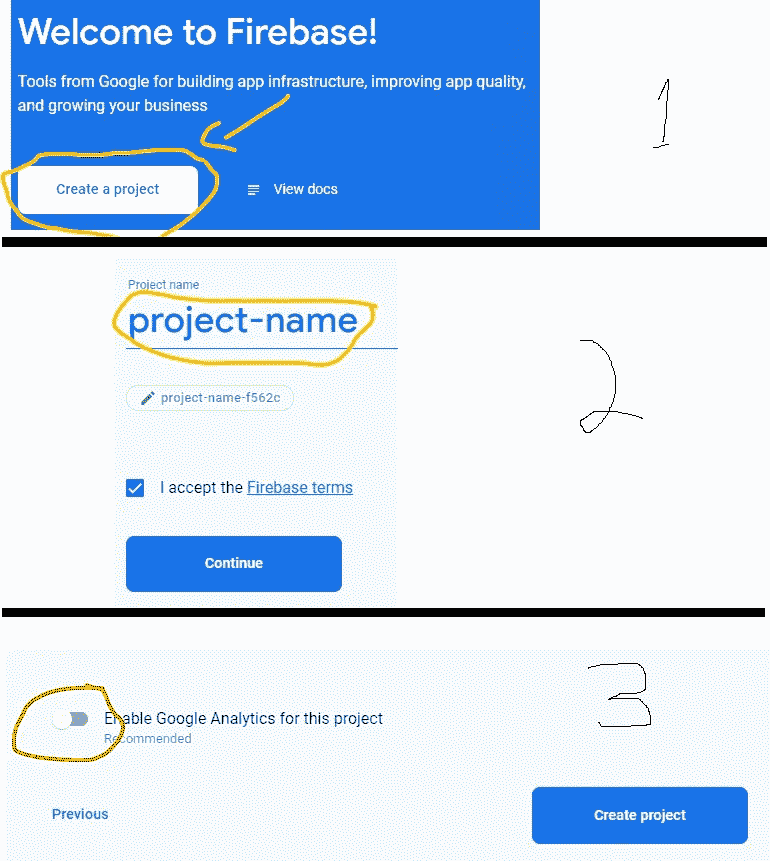 Welcome to Firebase!
Tools from Google for building app infrastructure, improving app quality,
and growing your business
1
Create a project
View docs
Project name
project-name
project-name-f562c
2
I accept the Firebase terms
Continue
3
Enable Google Analytics for this project
Recommended
Previous
Create project